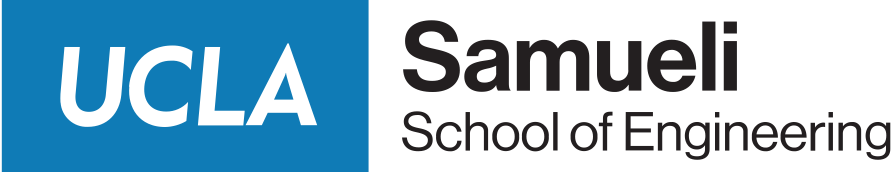 UCLA
Samueli
School of Engineering